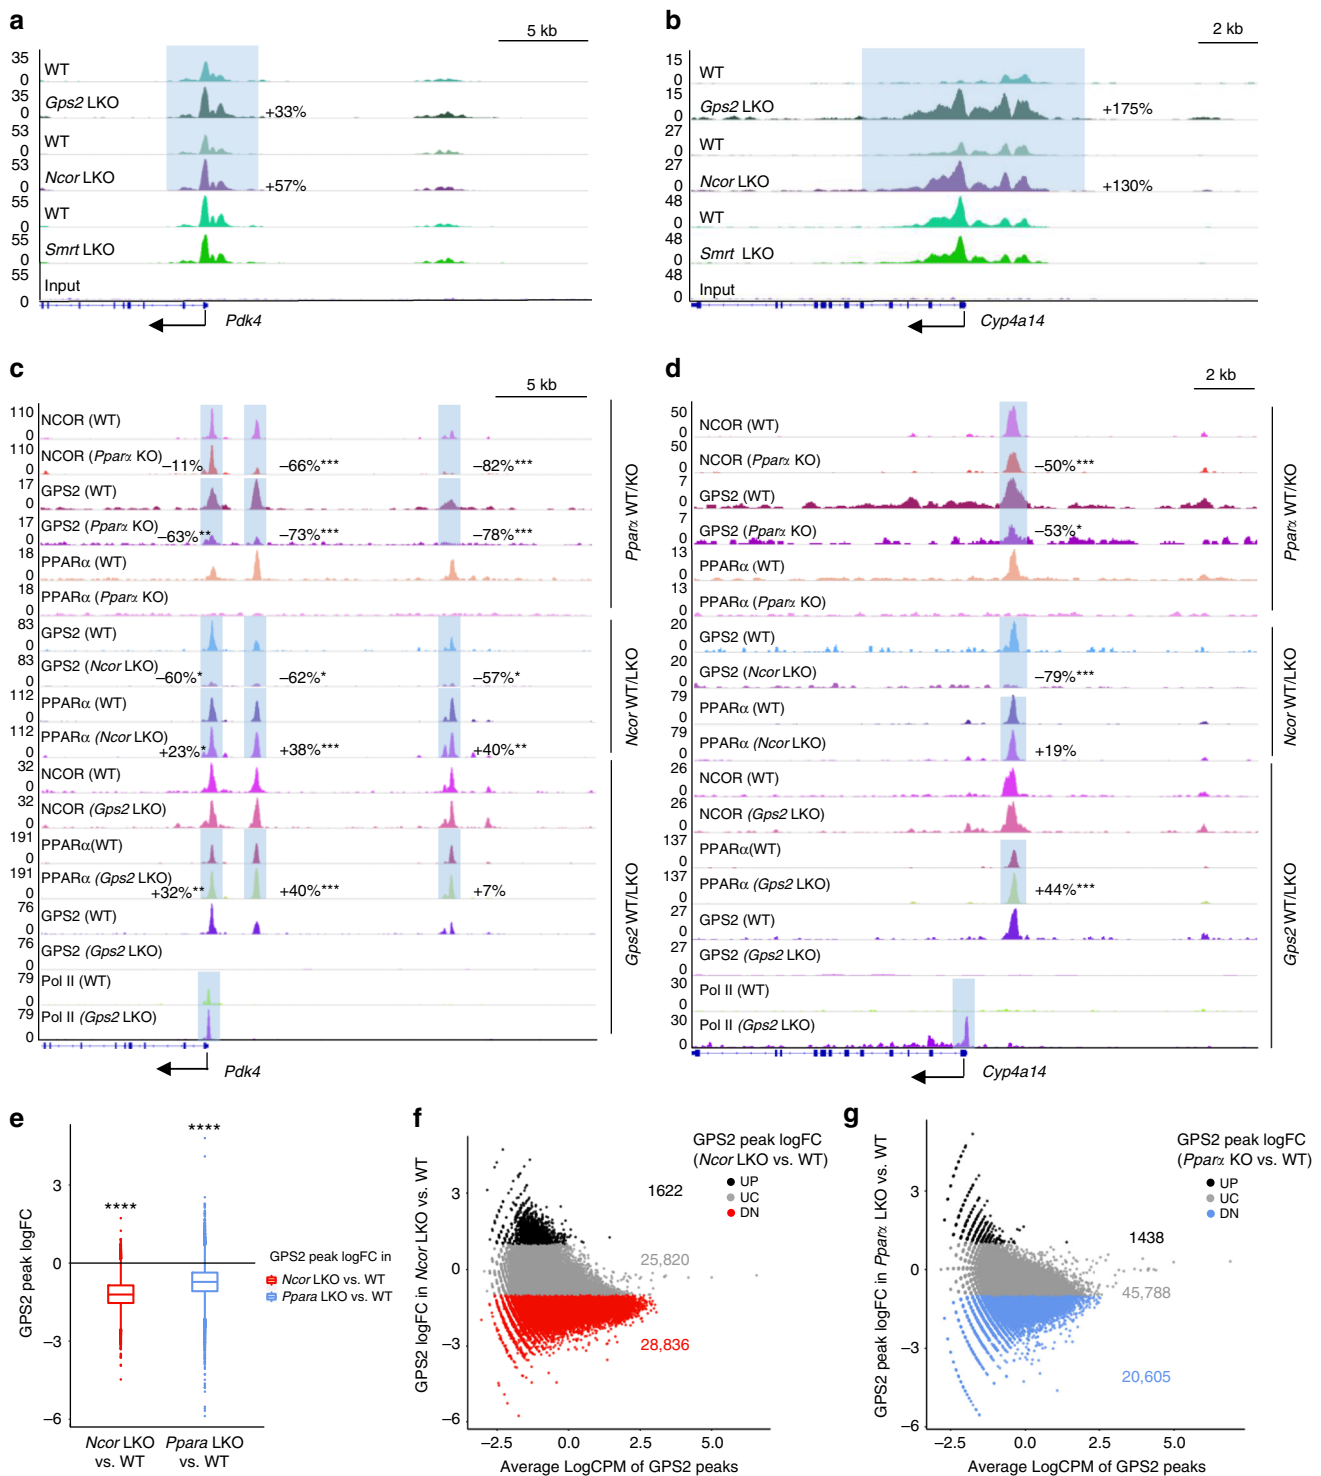 a
5 kb
35
0
WT
35
0
Gps2 LKO
+33%
53
0
WT
53
0
Ncor LKO
+57%
55
0
WT
55
0
Smrt LKO
55
0
Input
Pdk4
b
2 kb
15
0
WT
15
0
Gps2 LKO
+175%
27
0
WT
27
0
Ncor LKO
+130%
48
0
WT
48
0
Smrt LKO
48
0
Input
Cyp4a14
c
5 kb
110
0
NCOR (WT)
110
0
NCOR (Pparα KO)
–11%
–66%***
–82%***
17
0
GPS2 (WT)
17
0
GPS2 (Pparα KO)
–63%**
–73%***
–78%***
18
0
PPARα (WT)
18
0
PPARα (Pparα KO)
Pparα WT/KO
83
0
GPS2 (WT)
83
0
GPS2 (Ncor LKO)
–60%*
–62%*
–57%*
112
0
PPARα (WT)
112
0
PPARα (Ncor LKO)
+23%*
+38%***
+40%**
Ncor WT/LKO
32
0
NCOR (WT)
32
0
NCOR (Gps2 LKO)
191
0
PPARα(WT)
191
0
PPARα (Gps2 LKO)
+32%**
+40%***
+7%
76
0
GPS2 (WT)
76
0
GPS2 (Gps2 LKO)
79
0
Pol II (WT)
79
0
Pol II (Gps2 LKO)
Gps2 WT/LKO
Pdk4
d
2 kb
50
0
NCOR (WT)
50
0
NCOR (Pparα KO)
–50%***
7
0
GPS2 (WT)
7
0
GPS2 (Pparα KO)
–53%*
13
0
PPARα (WT)
13
0
PPARα (Pparα KO)
Pparα WT/KO
20
0
GPS2 (WT)
20
0
GPS2 (Ncor LKO)
–79%***
79
0
PPARα (WT)
79
0
PPARα (Ncor LKO)
+19%
Ncor WT/LKO
26
0
NCOR (WT)
26
0
NCOR (Gps2 LKO)
137
0
PPARα(WT)
137
0
PPARα (Gps2 LKO)
+44%***
27
0
GPS2 (WT)
27
0
GPS2 (Gps2 LKO)
30
0
Pol II (WT)
30
0
Pol II (Gps2 LKO)
Gps2 WT/LKO
Cyp4a14
e
GPS2 peak logFC
3
0
–3
–6
****
****
GPS2 peak logFC in
Ncor LKO vs. WT
Ppara LKO vs. WT
Ncor LKO
vs. WT
Ppara LKO
vs. WT
f
GPS2 logFC in Ncor LKO vs. WT
3
0
–3
–6
GPS2 peak logFC
(Ncor LKO vs. WT)
UP
UC
DN
1622
25,820
28,836
–2.5
0.0
2.5
5.0
Average LogCPM of GPS2 peaks
g
GPS2 peak logFC in Pparα LKO vs. WT
3
0
–3
–6
GPS2 peak logFC
(Pparα KO vs. WT)
UP
UC
DN
1438
45,788
20,605
–2.5
0.0
2.5
5.0
Average LogCPM of GPS2 peaks